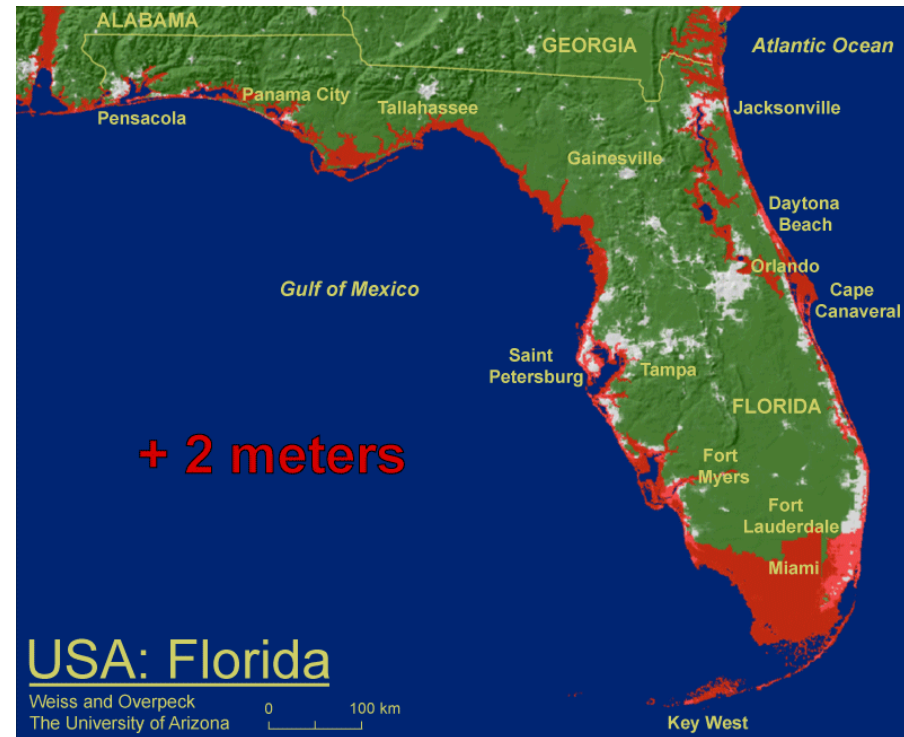 ALABAMA
GEORGIA
Atlantic Ocean
Panama City
Tallahassee
Jacksonville
Pensacola
Gainesville
Daytona
Beach
Orlando
Gulf of Mexico
Cape
Canaveral
Saint
Petersburg
Tampa
FLORIDA
+ 2 meters
Fort
Myers
Fort
Lauderdale
Miami
USA: Florida
Weiss and Overpeck
The University of Arizona
0 100 km
Key West